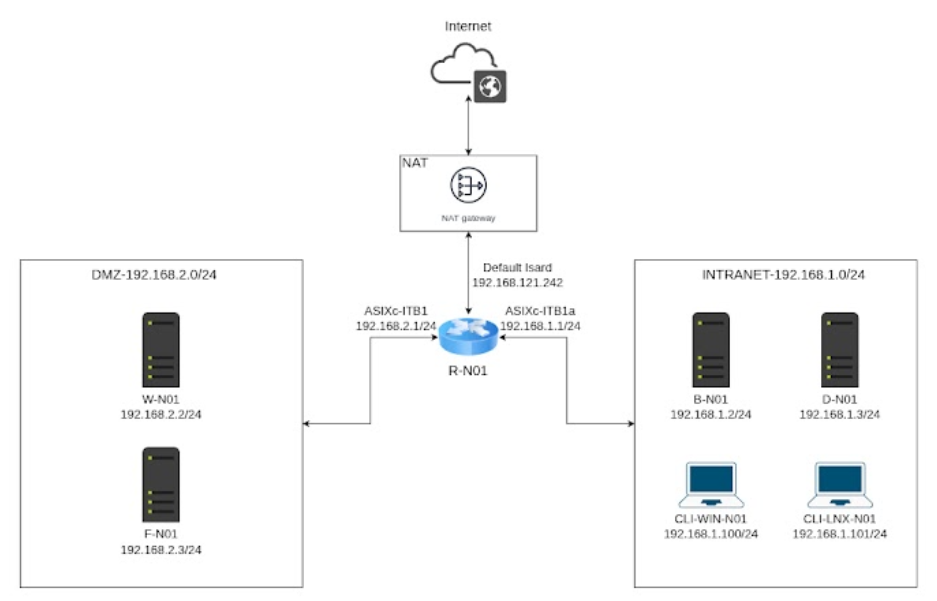 Internet
NAT
NAT gateway
Default Isard
192.168.121.242
DMZ-192.168.2.0/24
INTRANET-192.168.1.0/24
ASIXc-ITB1
192.168.2.1/24
ASIXc-ITB1a
192.168.1.1/24
R-N01
W-N01
192.168.2.2/24
F-N01
192.168.2.3/24
B-N01
192.168.1.2/24
D-N01
192.168.1.3/24
CLI-WIN-N01
192.168.1.100/24
CLI-LNX-N01
192.168.1.101/24